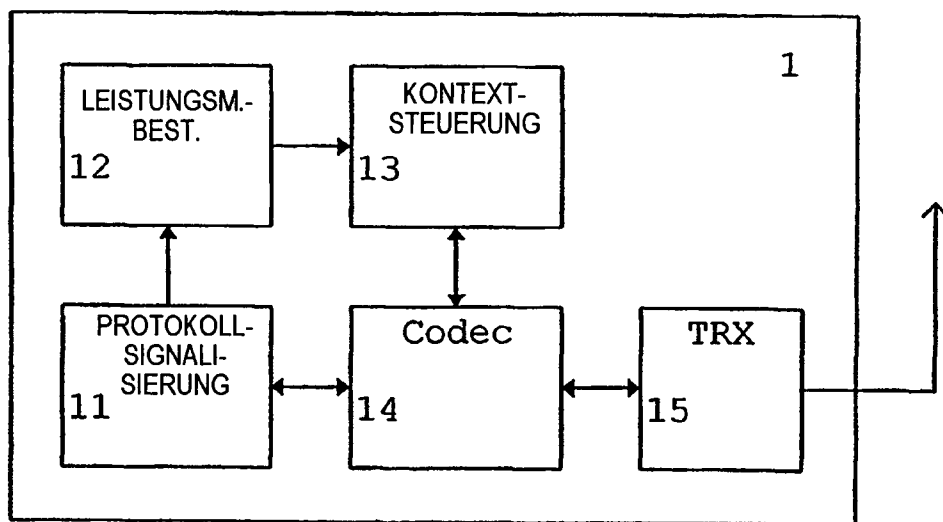 1
LEISTUNGSM.-
BEST.
12
KONTEXT-
STEUERUNG
13
PROTOKOLL-
SIGNALI-
SIERUNG
11
Codec
14
TRX
15